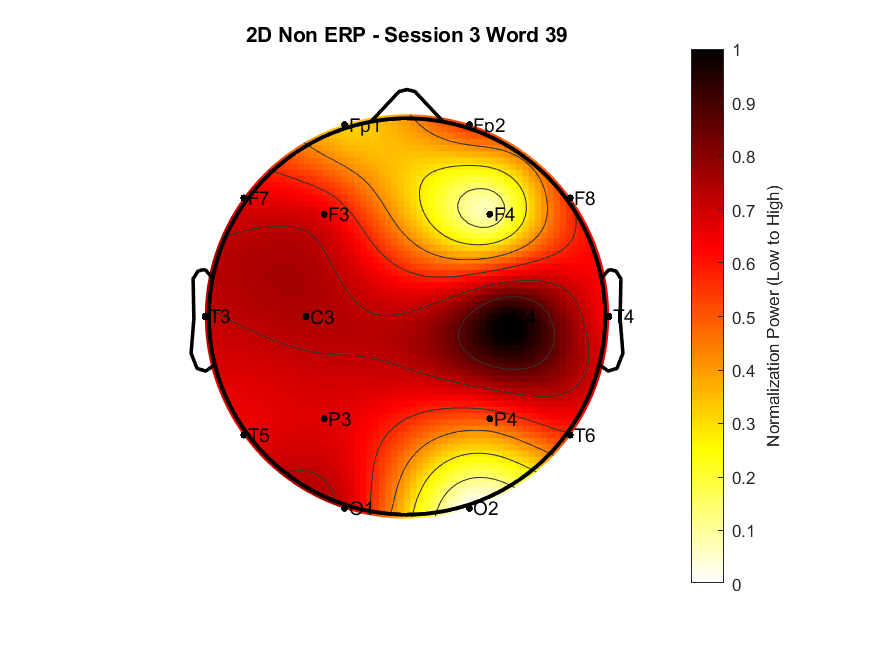 2D Non ERP - Session 3 Word 39
Fp1
Fp2
F7
F3
F4
F8
T3
C3
C4
T4
T5
P3
P4
T6
O1
O2
1
0.9
0.8
0.7
0.6
0.5
0.4
0.3
0.2
0.1
0
Normalization Power (Low to High)